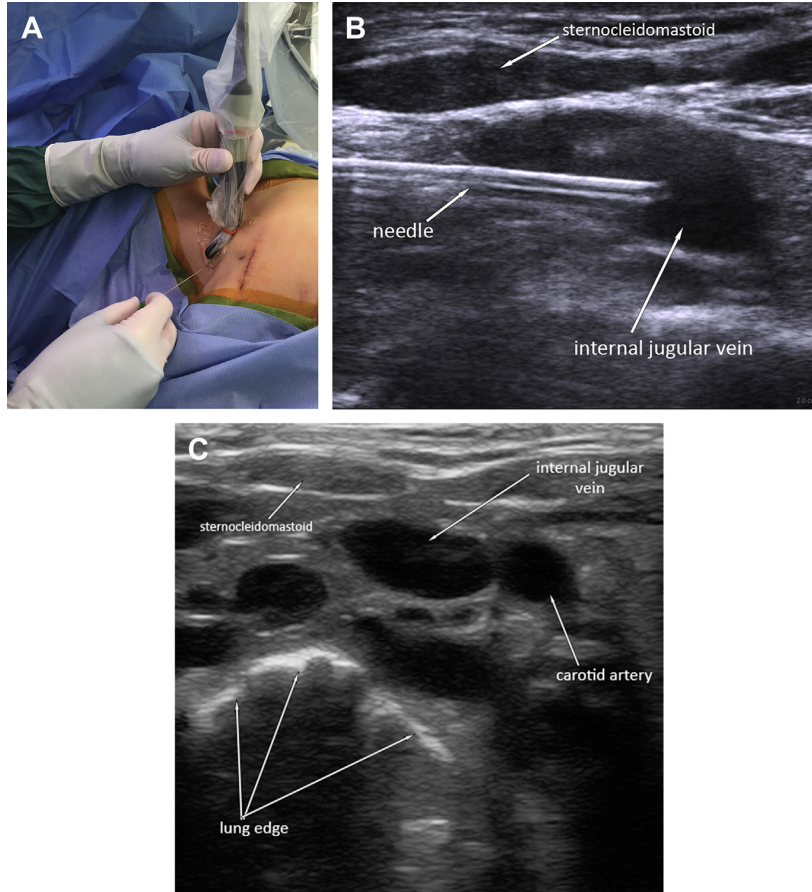 A
B
sternocleidomastoid
needle
internal jugular vein
C
internal jugular
vein
sternocleidomastoid
carotid artery
lung edge